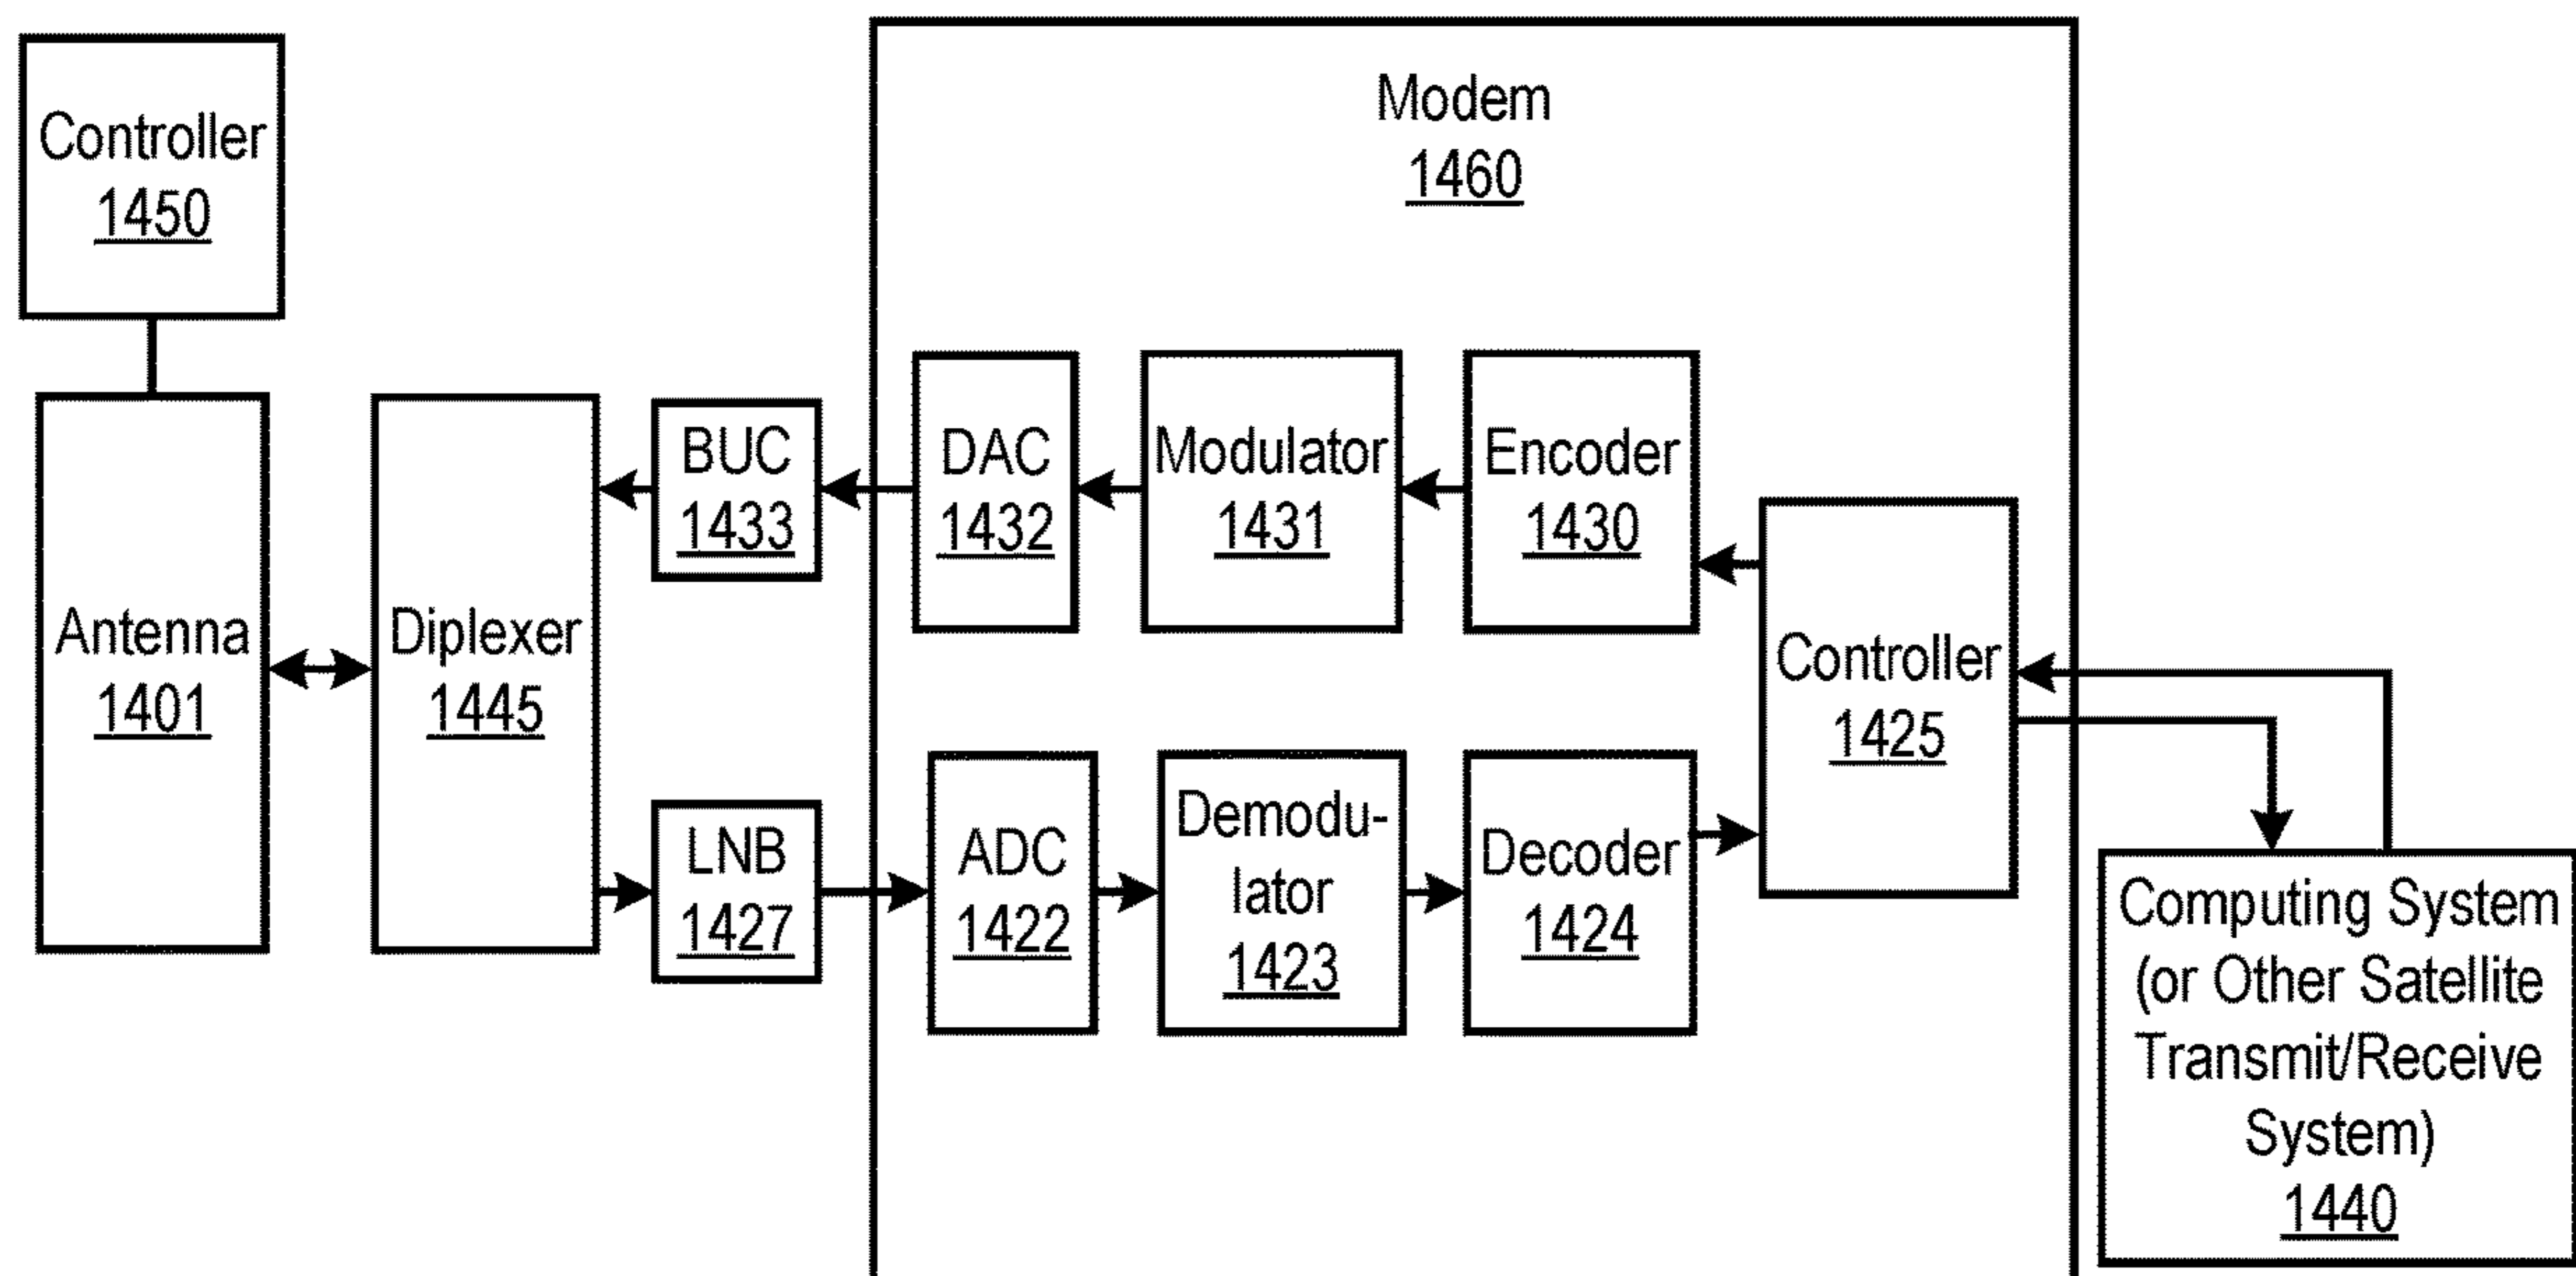 Controller
1450
Modem
1460
Antenna
1401
Diplexer
1445
BUC
1433
DAC
1432
Modulator
1431
Encoder
1430
Controller
1425
LNB
1427
ADC
1422
Demodu-
lator
1423
Decoder
1424
Computing System
(or Other Satellite
Transmit/Receive
System)
1440